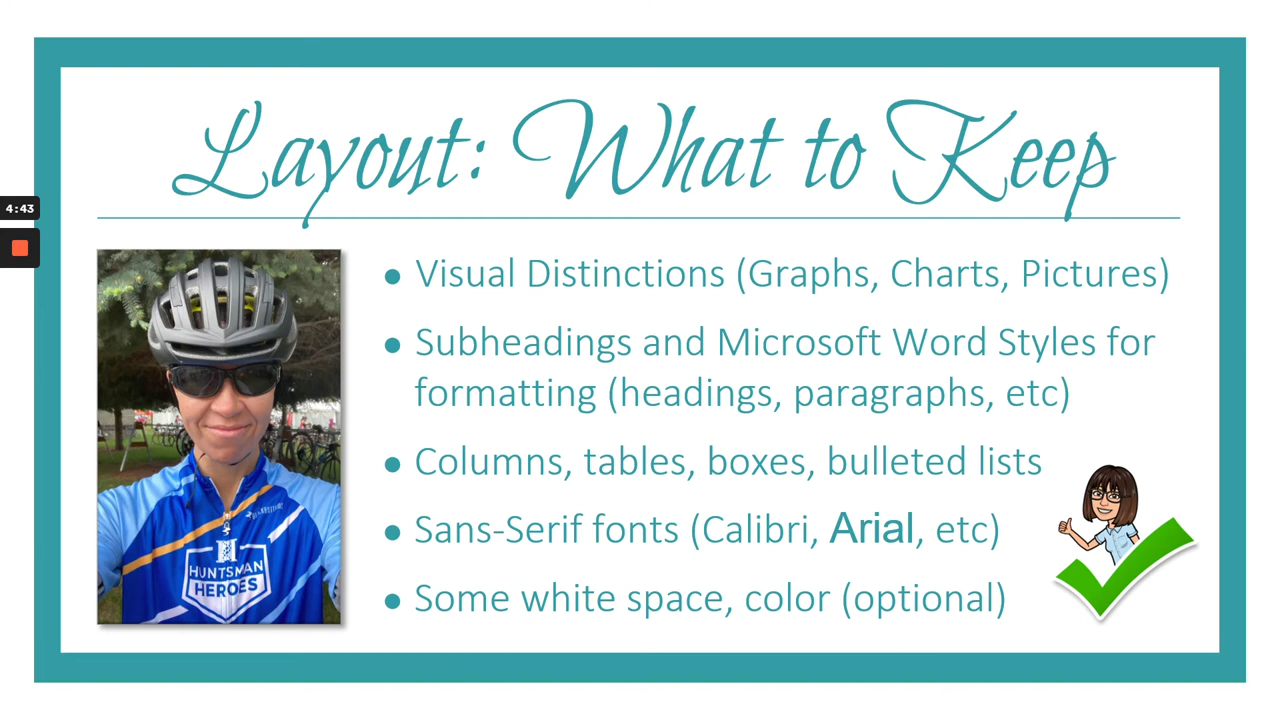 Layout: What to Keep
4:43
• Visual Distinctions (Graphs, Charts, Pictures)
• Subheadings and Microsoft Word Styles for
formatting (headings, paragraphs, etc)
• Columns, tables, boxes, bulleted lists
• Sans-Serif fonts (Calibri, Arial, etc)
• Some white space, color (optional)
HUNTSMAN
HEROES